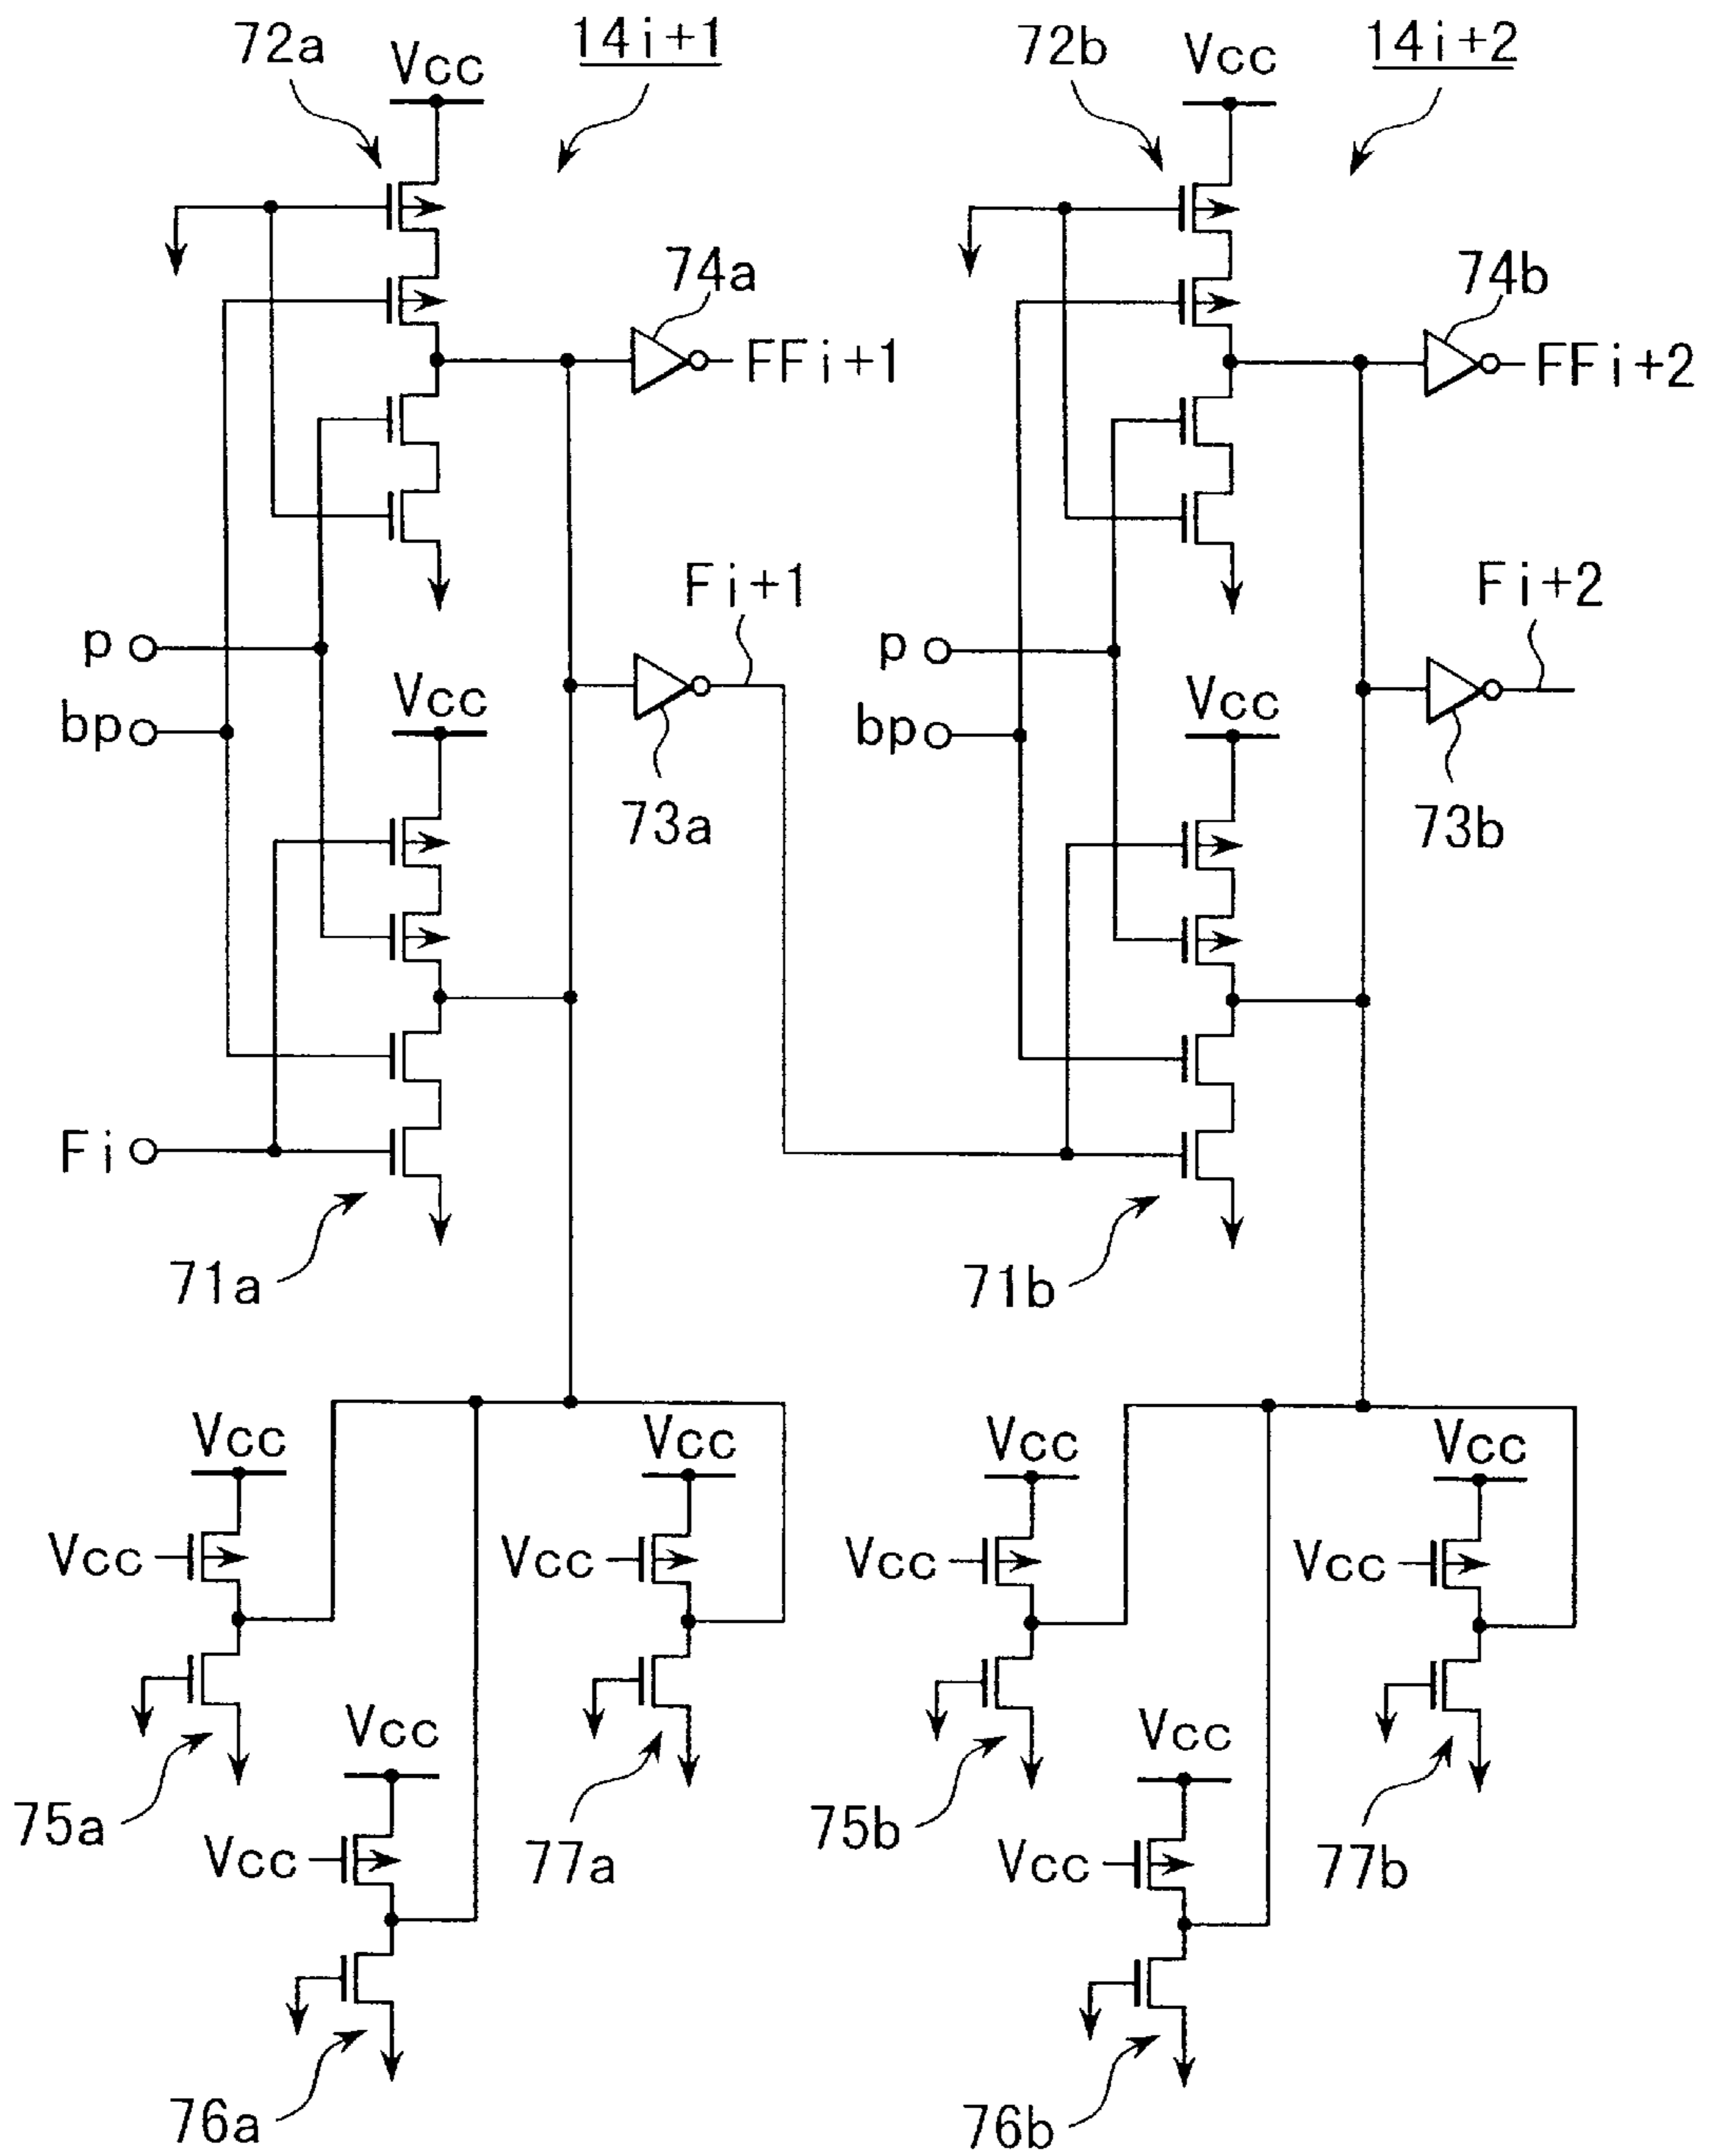 72a
14i+1
Vcc
72b
14i+2
Vcc
74a
FFi+1
74b
FFi+2
p
bp
Fi+1
Vcc
73a
p
bp
Fi+2
Vcc
73b
Fi
71a
71b
Vcc
Vcc
Vcc
Vcc
Vcc
Vcc
Vcc
Vcc
75a
Vcc
Vcc
77a
75b
Vcc
Vcc
77b
76a
76b